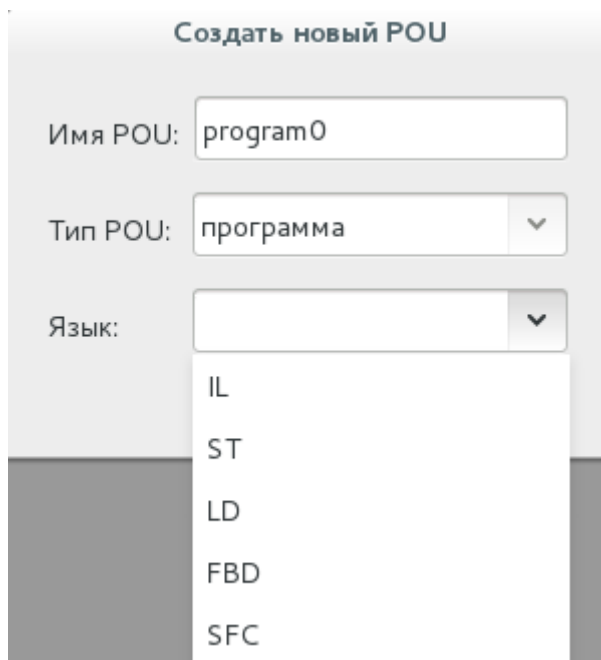 Создать новый POU
Имя POU: program0
Тип POU: программа
Язык:
IL
ST
LD
FBD
SFC